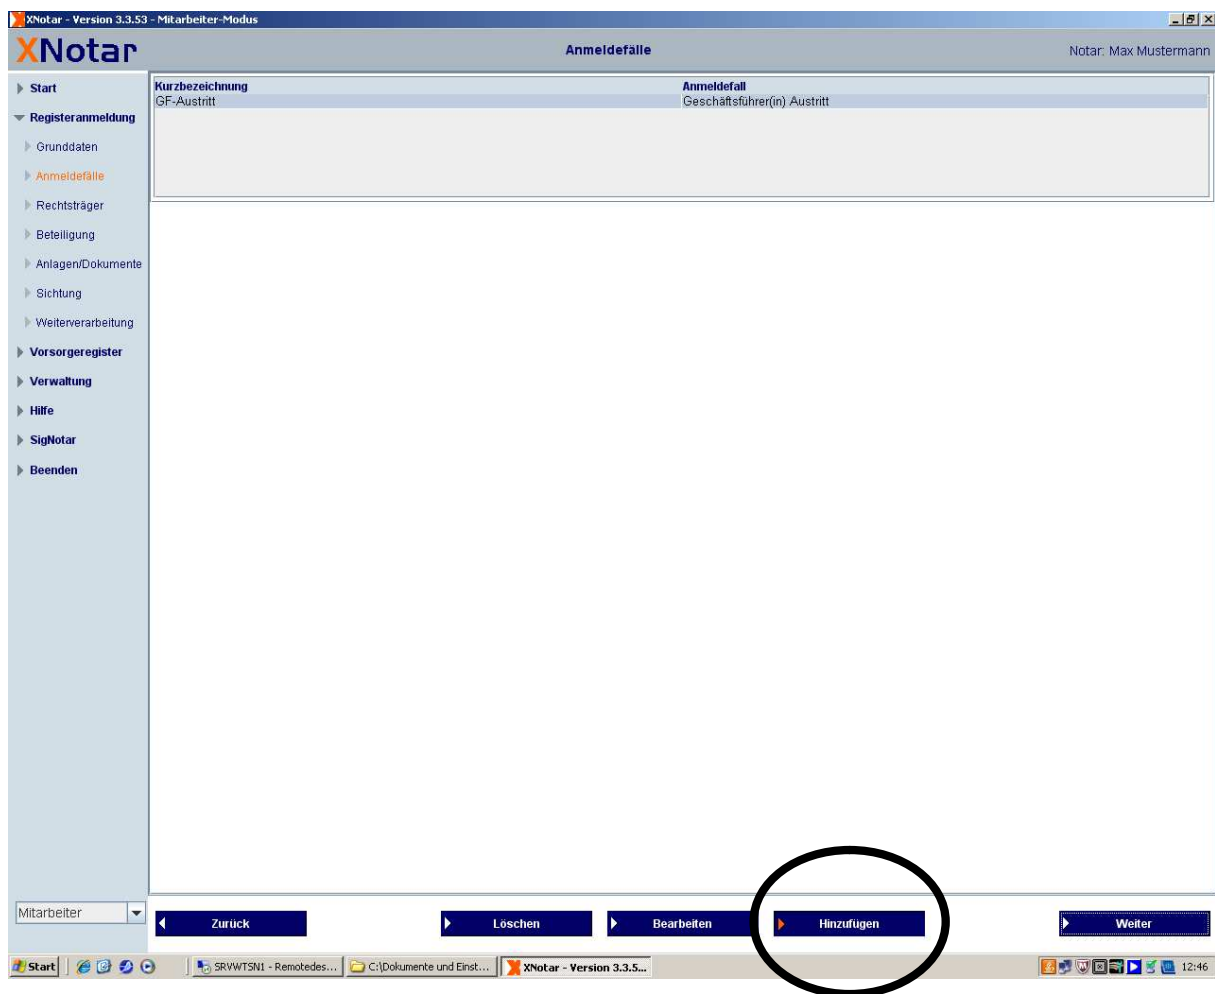 XNotar - Version 3.3.53 - Mitarbeiter-Modus
XNotar
Anmeldefälle
Notar: Max Mustermann
Start
Registeranmeldung
Grunddaten
Anmeldefälle
Rechtsträger
Beteiligung
Anlagen/Dokumente
Sichtung
Weiterverarbeitung
Vorsorgeregister
Verwaltung
Hilfe
SigNotar
Beenden
Kurzbezeichnung Anmeldefall
GF-Austritt Geschäftsführer(in) Austritt
Mitarbeiter
Zurück Löschen Bearbeiten Hinzufügen Weiter
Start SRVWTSN1 - Remotedes... C:\Dokumente und Einst... XNotar - Version 3.3.5... 12:46